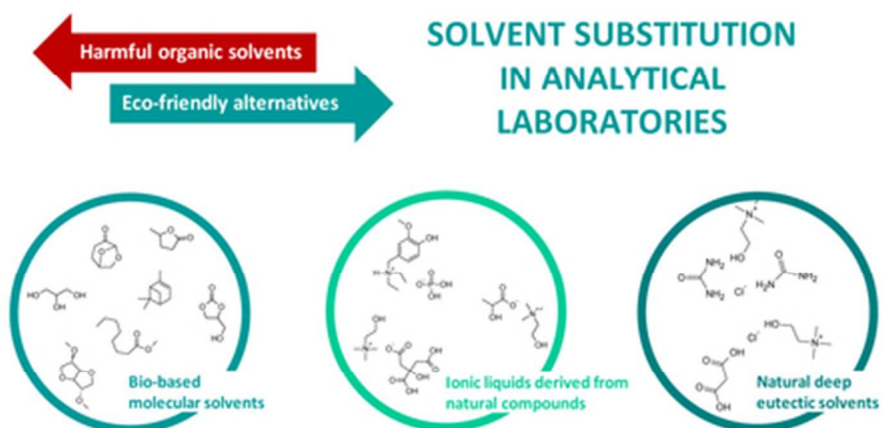 Harmful organic solvents
Eco-friendly alternatives
SOLVENT SUBSTITUTION
IN ANALYTICAL
LABORATORIES
Bio-based
molecular solvents
Ionic liquids derived from
natural compounds
Natural deep
eutectic solvents